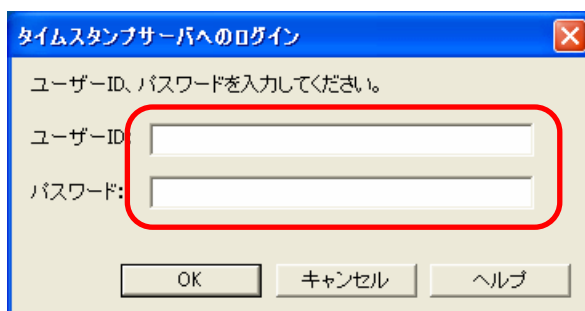 タイムスタンプサーバへのログイン
ユーザーID、パスワードを入力してください。
ユーザーID:
パスワード:
OK キャンセル ヘルプ